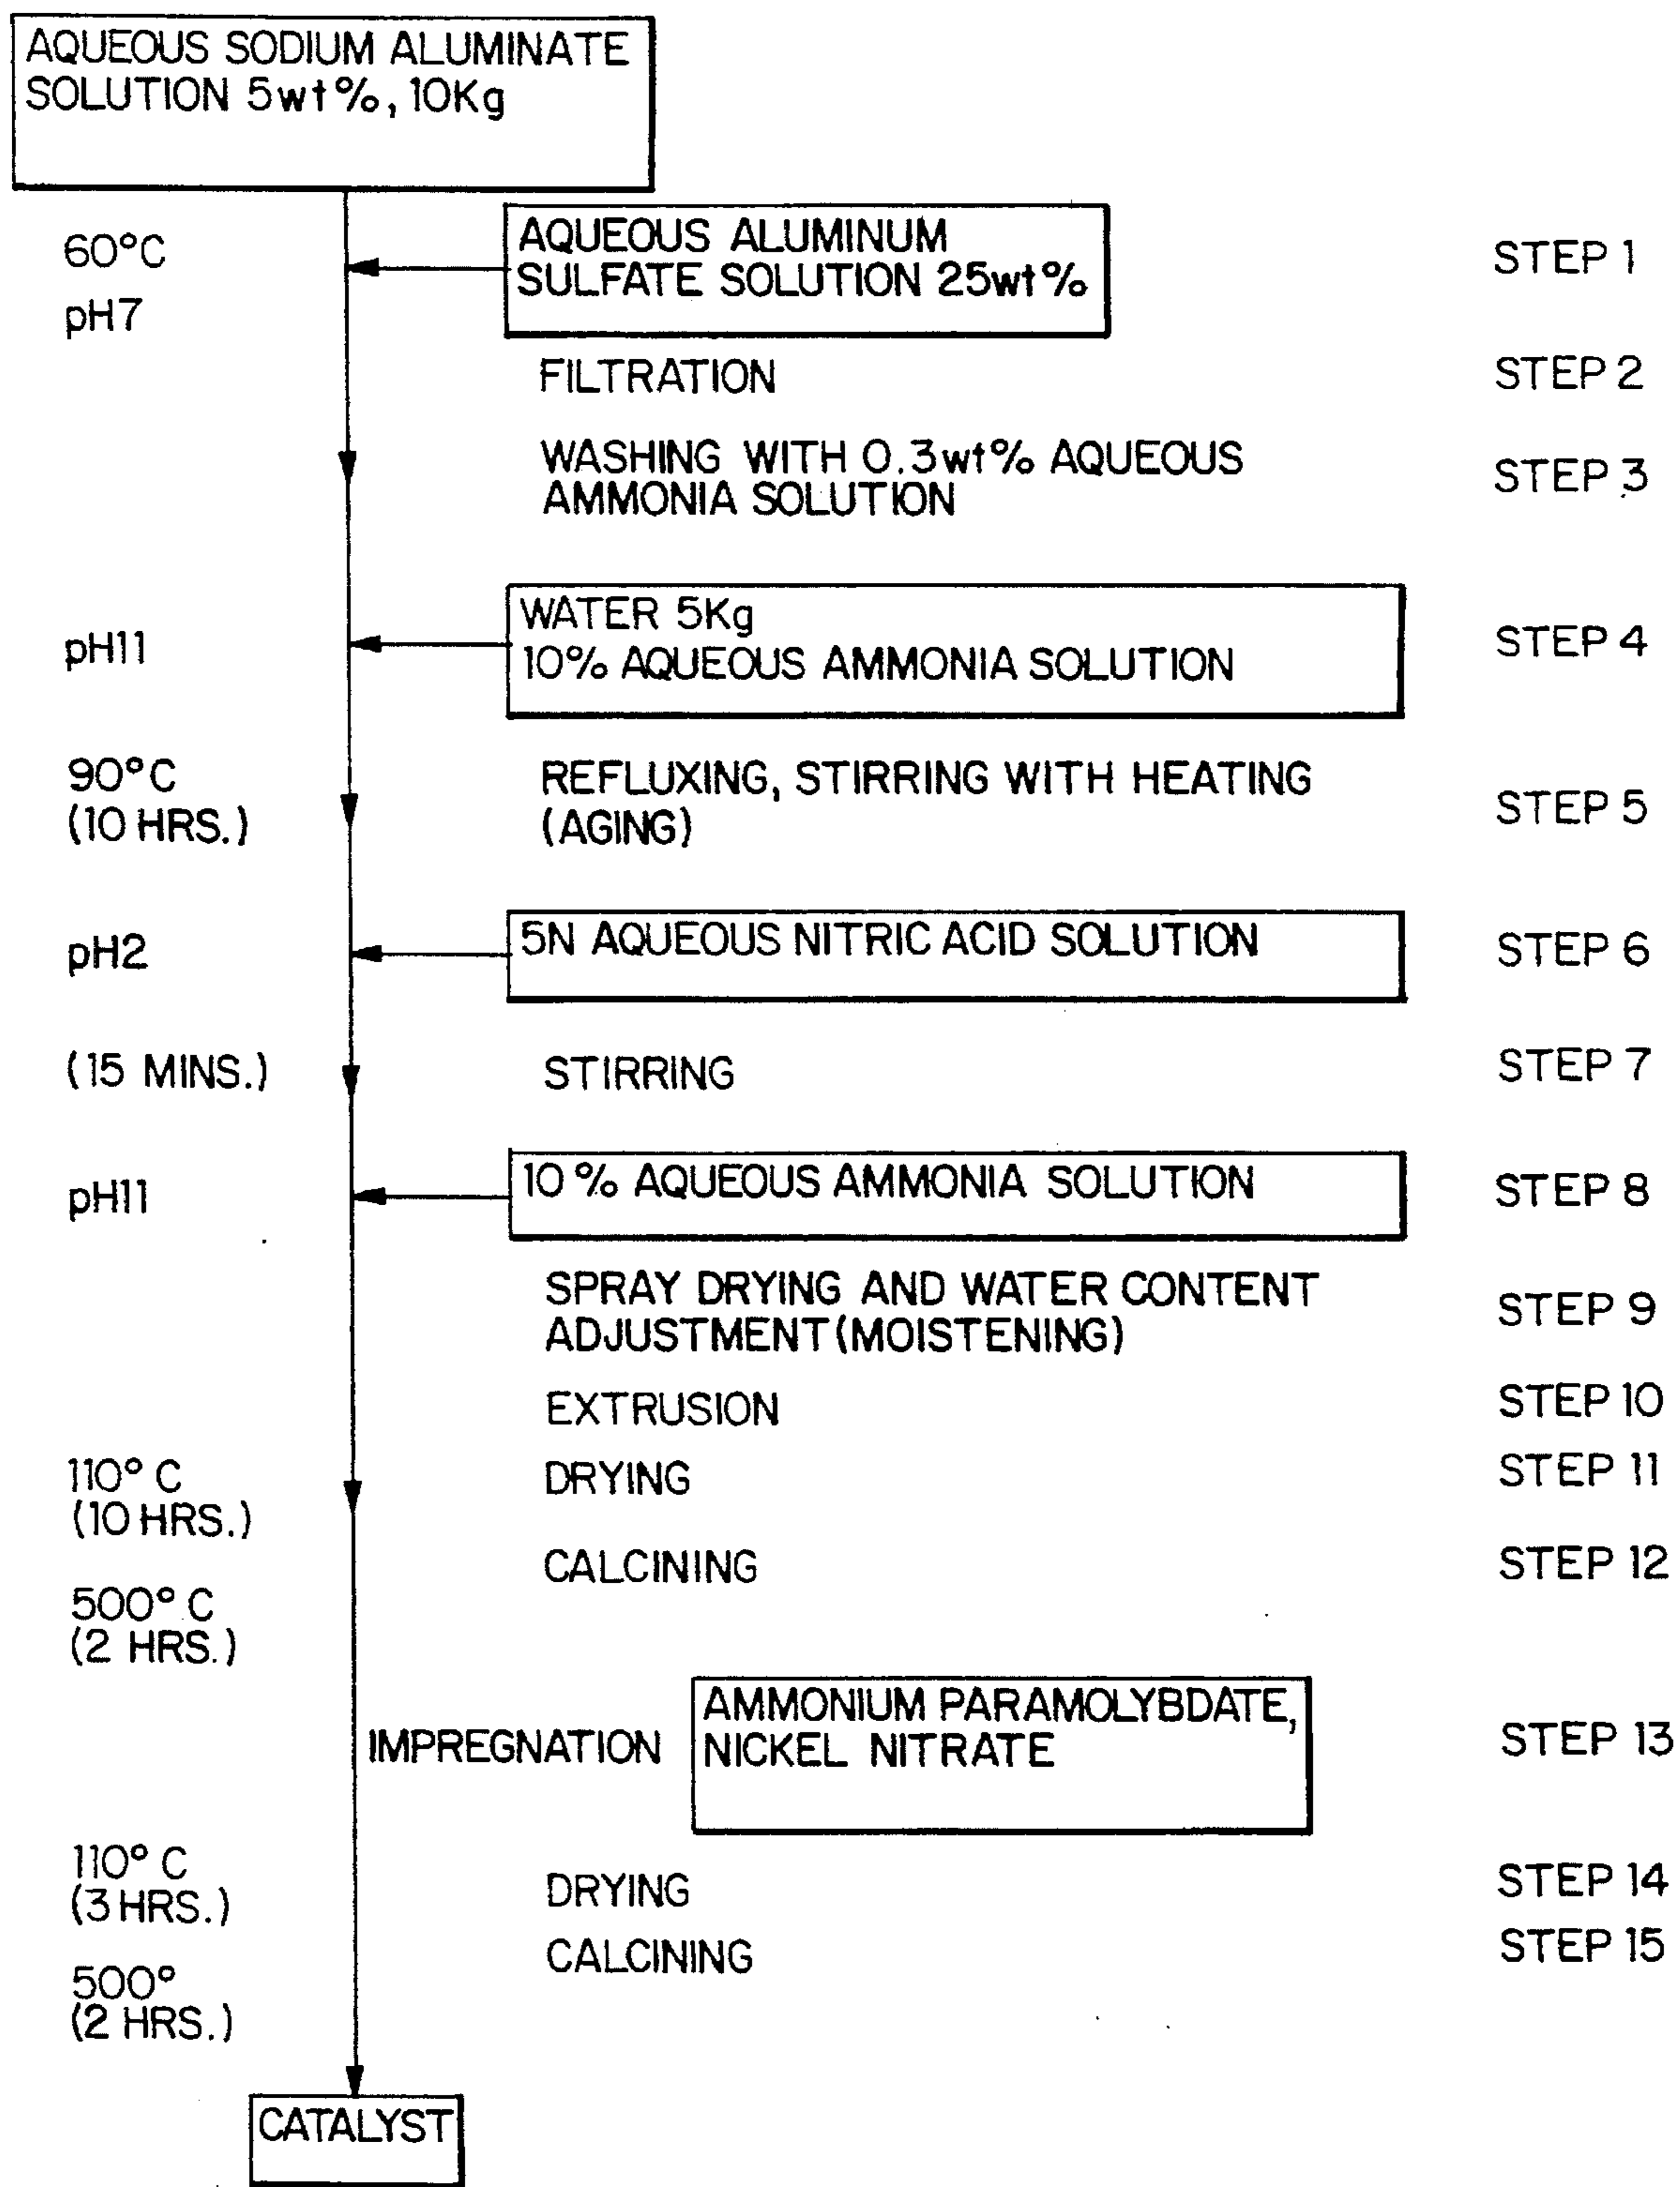 AQUEOUS SODIUM ALUMINATE
SOLUTION 5wt%, 10Kg
60°C
pH7
AQUEOUS ALUMINUM
SULFATE SOLUTION 25wt%
STEP 1
FILTRATION
STEP 2
WASHING WITH 0.3wt% AQUEOUS
AMMONIA SOLUTION
STEP 3
pH11
WATER 5Kg
10% AQUEOUS AMMONIA SOLUTION
STEP 4
90°C
(10 HRS.)
REFLUXING, STIRRING WITH HEATING
(AGING)
STEP 5
pH2
5N AQUEOUS NITRIC ACID SOLUTION
STEP 6
(15 MINS.)
STIRRING
STEP 7
pH11
10% AQUEOUS AMMONIA SOLUTION
STEP 8
SPRAY DRYING AND WATER CONTENT
ADJUSTMENT(MOISTENING)
STEP 9
EXTRUSION
STEP 10
110°C
(10 HRS.)
DRYING
STEP 11
CALCINING
STEP 12
500°C
(2 HRS.)
IMPREGNATION
AMMONIUM PARAMOLYBDATE,
NICKEL NITRATE
STEP 13
110°C
(3 HRS.)
DRYING
STEP 14
CALCINING
STEP 15
500°
(2 HRS.)
CATALYST